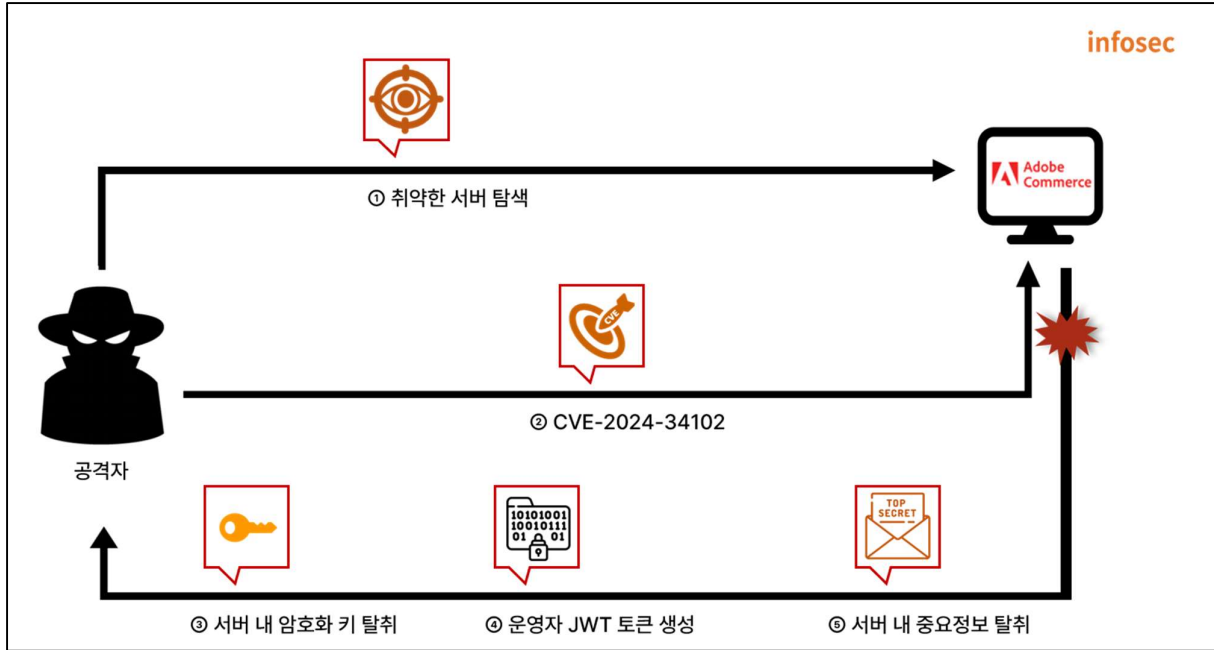 infosec
Adobe
Commerce
① 취약한 서버 탐색
CVE
② CVE-2024-34102
공격자
10101001
10010111
01 01
TOP
SECRET
③ 서버 내 암호화 키 탈취
④ 운영자 JWT 토큰 생성
⑤ 서버 내 중요정보 탈취